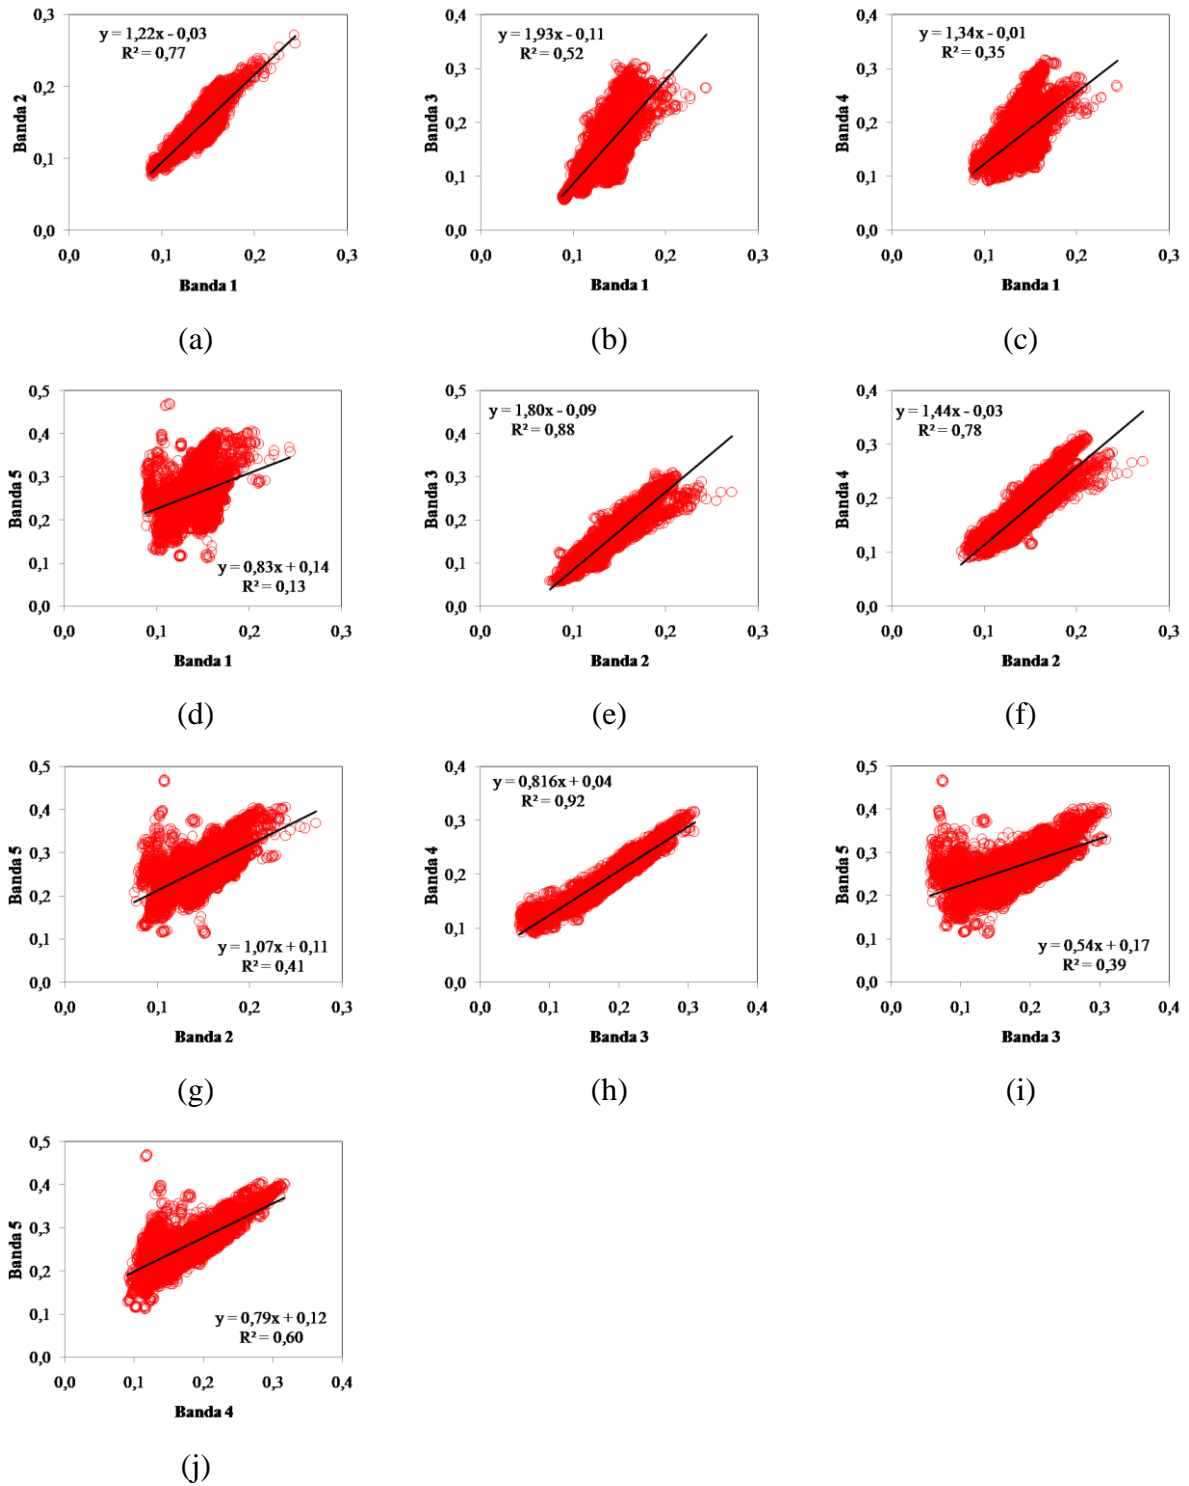 0,3
y = 1,22x - 0,03
R² = 0,77
0,2
Banda 2
0,1
0,0
0,0 0,1 0,2 0,3
Banda 1
(a)
0,4
y = 1,93x - 0,11
R² = 0,52
0,3
Banda 3
0,2
0,1
0,0
0,0 0,1 0,2 0,3
Banda 1
(b)
0,4
y = 1,34x - 0,01
R² = 0,35
0,3
Banda 4
0,2
0,1
0,0
0,0 0,1 0,2 0,3
Banda 1
(c)
0,5
0,4
0,3
Banda 5
0,2
0,1
y = 0,83x + 0,14
R² = 0,13
0,0
0,0 0,1 0,2 0,3
Banda 1
(d)
0,5
y = 1,80x - 0,09
R² = 0,88
0,4
0,3
Banda 3
0,2
0,1
0,0
0,0 0,1 0,2 0,3
Banda 2
(e)
0,4
y = 1,44x - 0,03
R² = 0,78
0,3
Banda 4
0,2
0,1
0,0
0,0 0,1 0,2 0,3
Banda 2
(f)
0,5
0,4
0,3
Banda 5
0,2
0,1
y = 1,07x + 0,11
R² = 0,41
0,0
0,0 0,1 0,2 0,3
Banda 2
(g)
0,4
y = 0,816x + 0,04
R² = 0,92
0,3
Banda 4
0,2
0,1
0,0
0,0 0,1 0,2 0,3 0,4
Banda 3
(h)
0,5
0,4
0,3
Banda 5
0,2
0,1
y = 0,54x + 0,17
R² = 0,39
0,0
0,0 0,1 0,2 0,3 0,4
Banda 3
(i)
0,5
0,4
0,3
Banda 5
0,2
0,1
y = 0,79x + 0,12
R² = 0,60
0,0
0,0 0,1 0,2 0,3 0,4
Banda 4
(j)